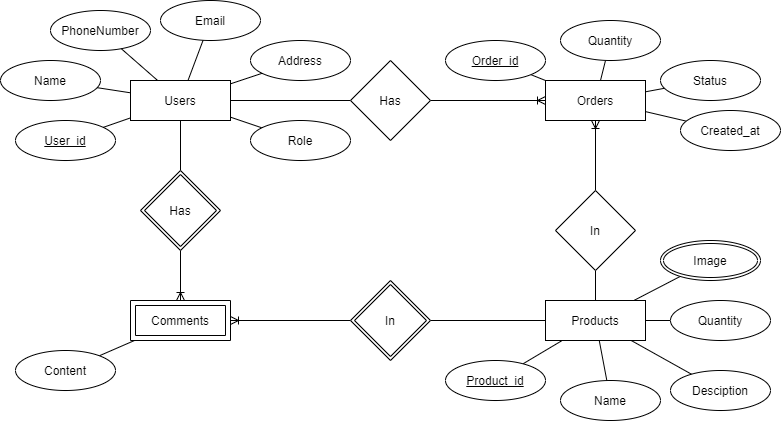 Email
PhoneNumber
Quantity
Name
Address
Order_id
Status
Users
Has
Orders
User_id
Role
Created_at
Has
In
Image
Comments
In
Products
Quantity
Content
Product_id
Name
Desciption